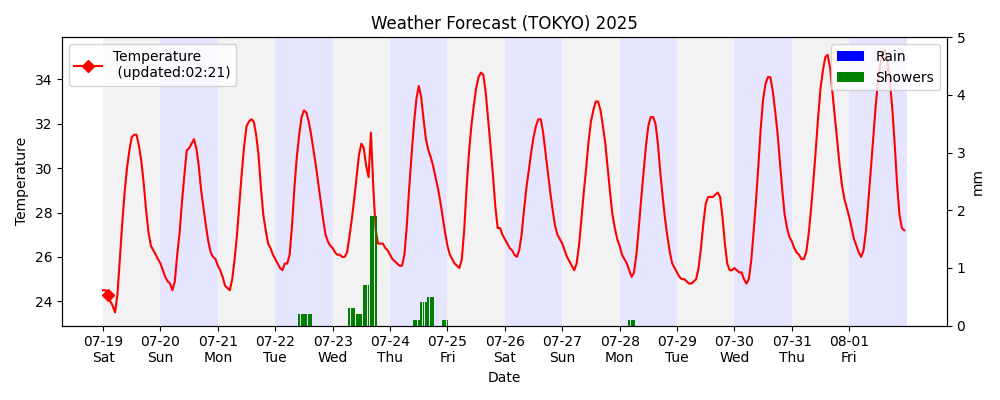 Weather Forecast (TOKYO) 2025
Temperature
(updated:02:21)
Rain
Showers
Temperature
34
32
30
28
26
24
5
4
3
2
1
0
mm
07-19 07-20 07-21 07-22 07-23 07-24 07-25 07-26 07-27 07-28 07-29 07-30 07-31 08-01
Sat Sun Mon Tue Wed Thu Fri Sat Sun Mon Tue Wed Thu Fri
Date